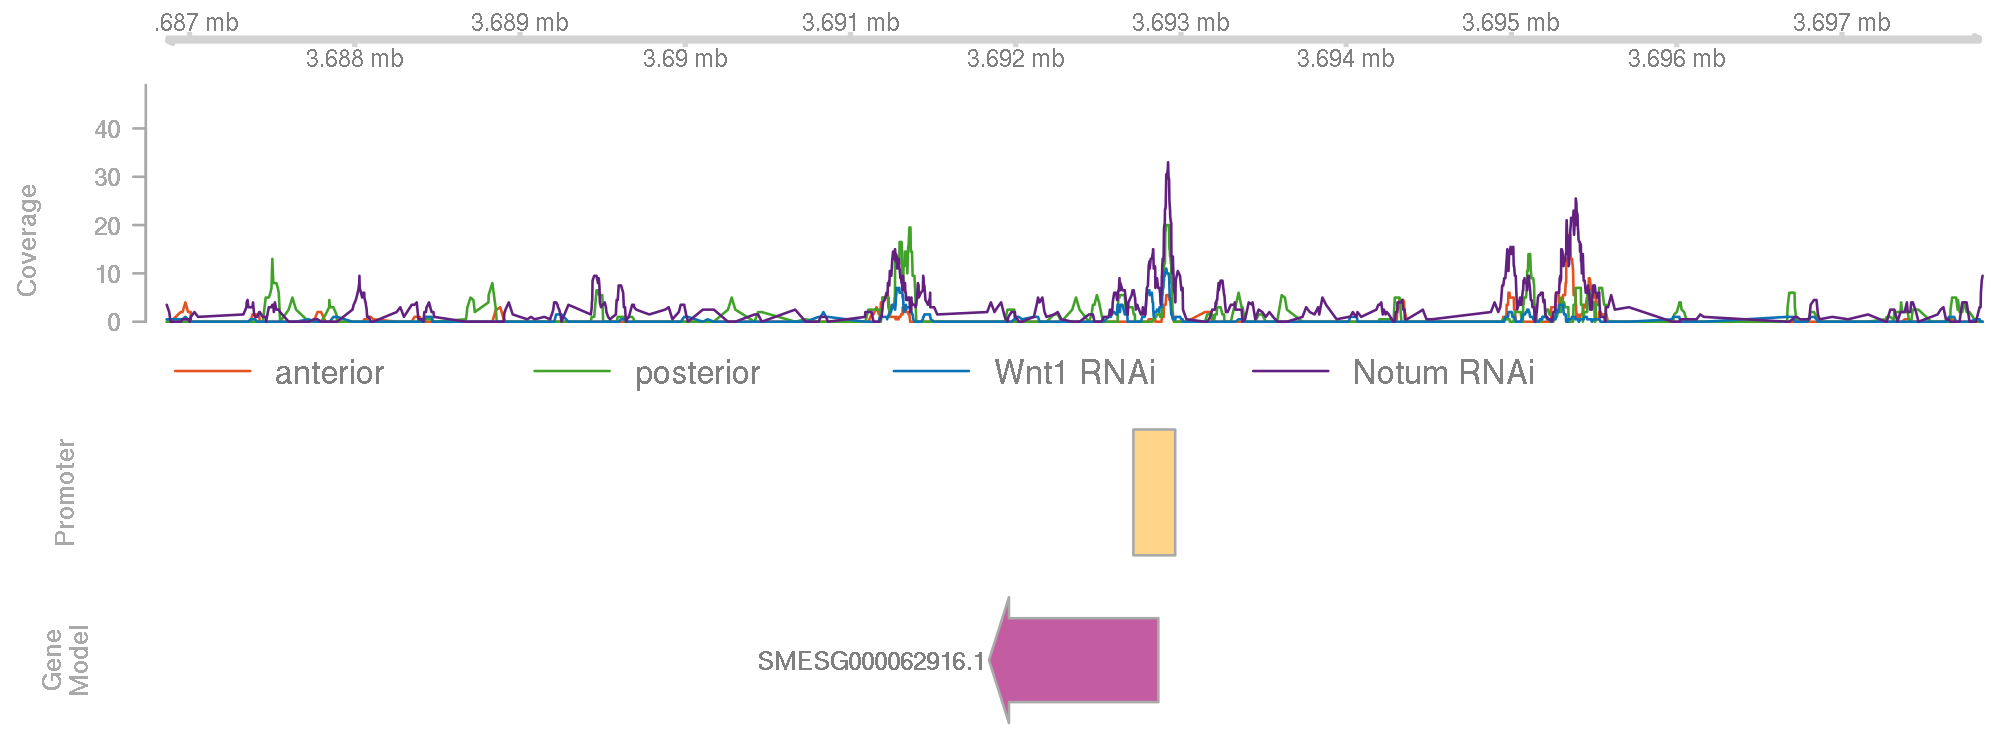 .687 mb 3.689 mb 3.691 mb 3.693 mb 3.695 mb 3.697 mb
3.688 mb 3.69 mb 3.692 mb 3.694 mb 3.696 mb
Coverage
40
30
20
10
0
anterior posterior Wnt1 RNAi Notum RNAi
Promoter
Gene
Model
SMESG000062916.1